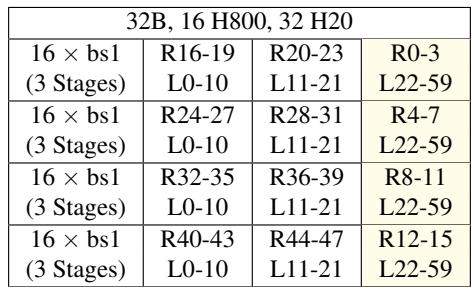 32B, 16 H800, 32 H20
16 × bs1 R16-19 R20-23 R0-3
(3 Stages) L0-10 L11-21 L22-59
16 × bs1 R24-27 R28-31 R4-7
(3 Stages) L0-10 L11-21 L22-59
16 × bs1 R32-35 R36-39 R8-11
(3 Stages) L0-10 L11-21 L22-59
16 × bs1 R40-43 R44-47 R12-15
(3 Stages) L0-10 L11-21 L22-59